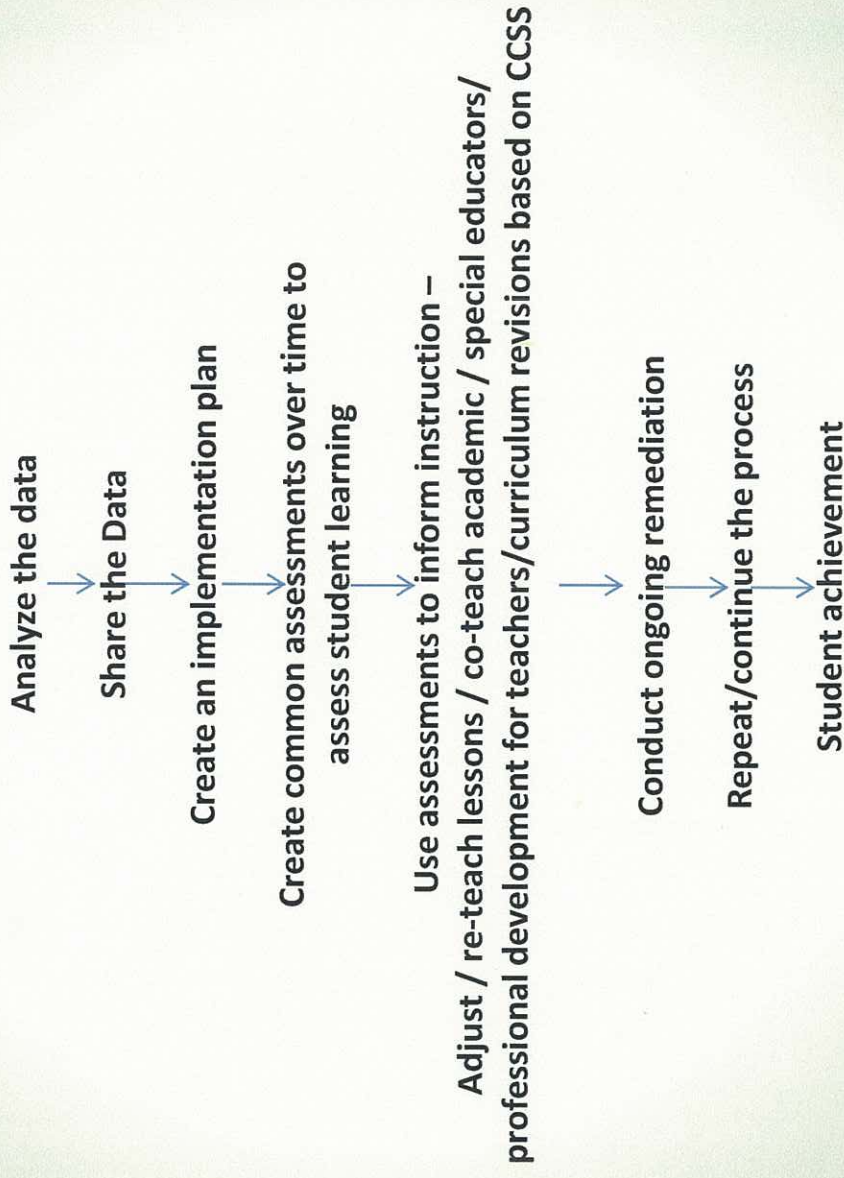 Analyze the data
Share the Data
Create an implementation plan
Create common assessments over time to
assess student learning
Use assessments to inform instruction –
Adjust / re-teach lessons / co-teach academic / special educators/
professional development for teachers/curriculum revisions based on CCSS
Conduct ongoing remediation
Repeat/continue the process
Student achievement